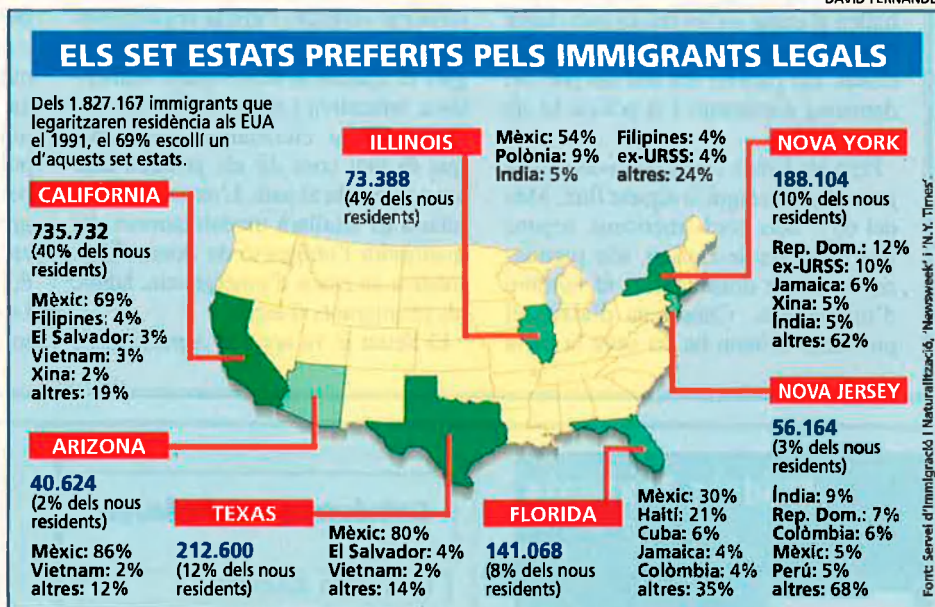 DAVID FERNÁNDE
ELS SET ESTATS PREFERITS PELS IMMIGRANTS LEGALS
Dels 1.827.167 immigrants que
legaritzaren residència als EUA
el 1991, el 69% escollí un
d'aquests set estats.
CALIFÒRNIA
735.732
(40% dels nous
residents)
Mèxic: 69%
Filipines: 4%
El Salvador: 3%
Vietnam: 3%
Xina: 2%
altres: 19%
ARIZONA
40.624
(2% dels nous
residents)
Mèxic: 86%
Vietnam: 2%
altres: 12%
ILLINOIS
73.388
(4% dels nous
residents)
Mèxic: 54%
Polònia: 9%
Índia: 5%
Filipines: 4%
ex-URSS: 4%
altres: 24%
TEXAS
212.600
(12% dels nous
residents)
Mèxic: 80%
El Salvador: 4%
Vietnam: 2%
altres: 14%
FLORIDA
141.068
(8% dels nous
residents)
Mèxic: 30%
Haití: 21%
Cuba: 6%
Jamaica: 4%
Colòmbia: 4%
altres: 35%
NOVA YORK
188.104
(10% dels nous
residents)
Rep. Dom.: 12%
ex-URSS: 10%
Jamaica: 6%
Xina: 5%
Índia: 5%
altres: 62%
NOVA JERSEY
56.164
(3% dels nous
residents)
Índia: 9%
Rep. Dom.: 7%
Colòmbia: 6%
Mèxic: 5%
Perú: 5%
altres: 68%
Font: Servei d'Immigració i Naturalització, 'Newsweek' i 'N.Y. Times'.